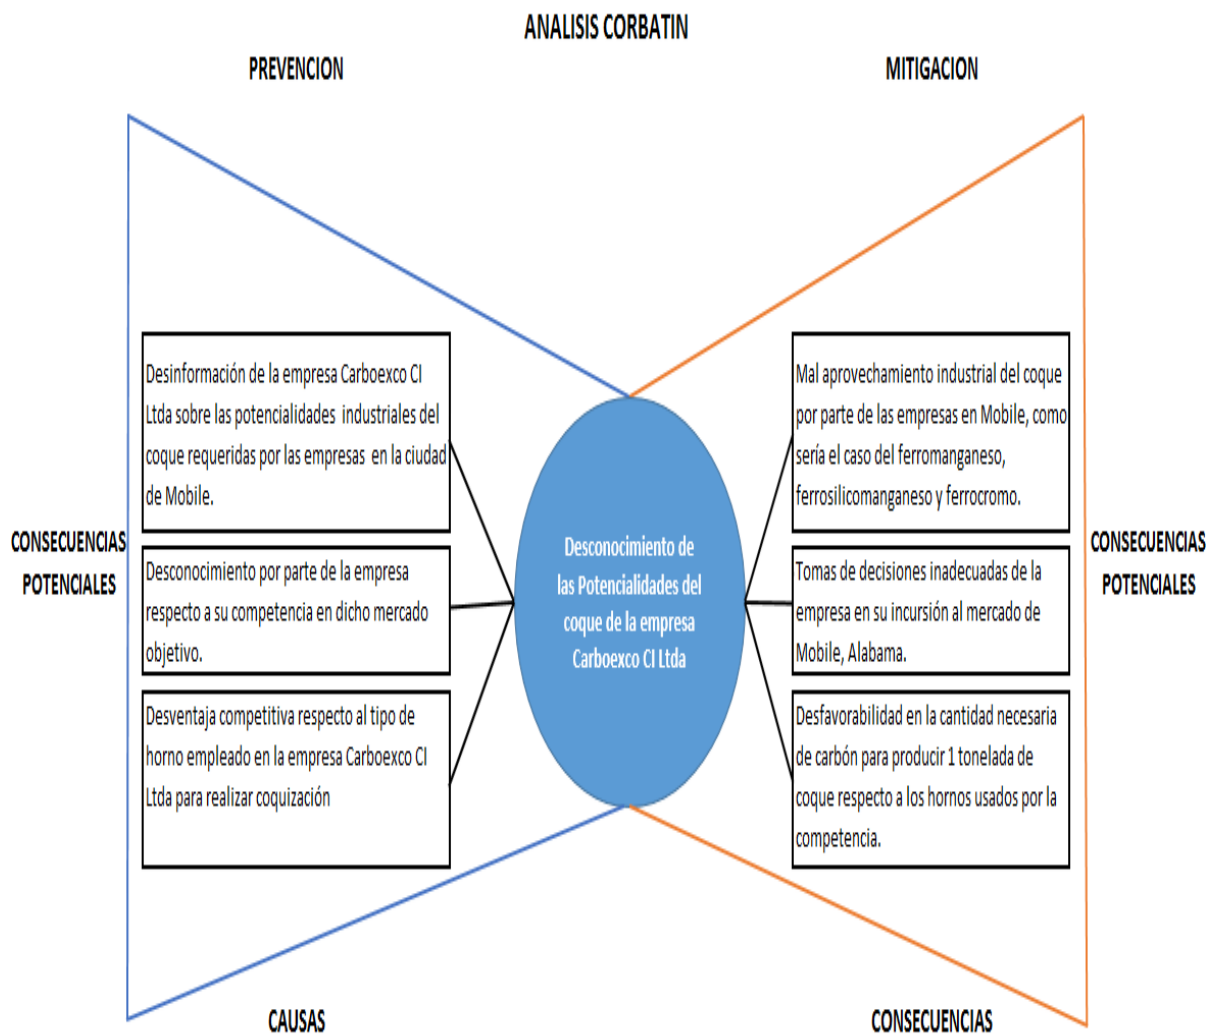 ANALISIS CORBATIN
PREVENCION
MITIGACION
Desinformación de la empresa Carboexco CI
Ltda sobre las potencialidades industriales del
coque requeridas por las empresas en la ciudad
de Mobile.
Mal aprovechamiento industrial del coque
por parte de las empresas en Mobile, como
sería el caso del ferromanganeso,
ferrosilicomanganeso y ferrocromo.
CONSECUENCIAS
POTENCIALES
Desconocimiento por parte de la empresa
respecto a su competencia en dicho mercado
objetivo.
Desconocimiento de
las Potencialidades del
coque de la empresa
Carboexco CI Ltda
Tomas de decisiones inadecuadas de la
empresa en su incursión al mercado de
Mobile, Alabama.
CONSECUENCIAS
POTENCIALES
Desventaja competitiva respecto al tipo de
horno empleado en la empresa Carboexco CI
Ltda para realizar coquización
Desfavorabilidad en la cantidad necesaria
de carbón para producir 1 tonelada de
coque respecto a los hornos usados por la
competencia.
CAUSAS
CONSECUENCIAS